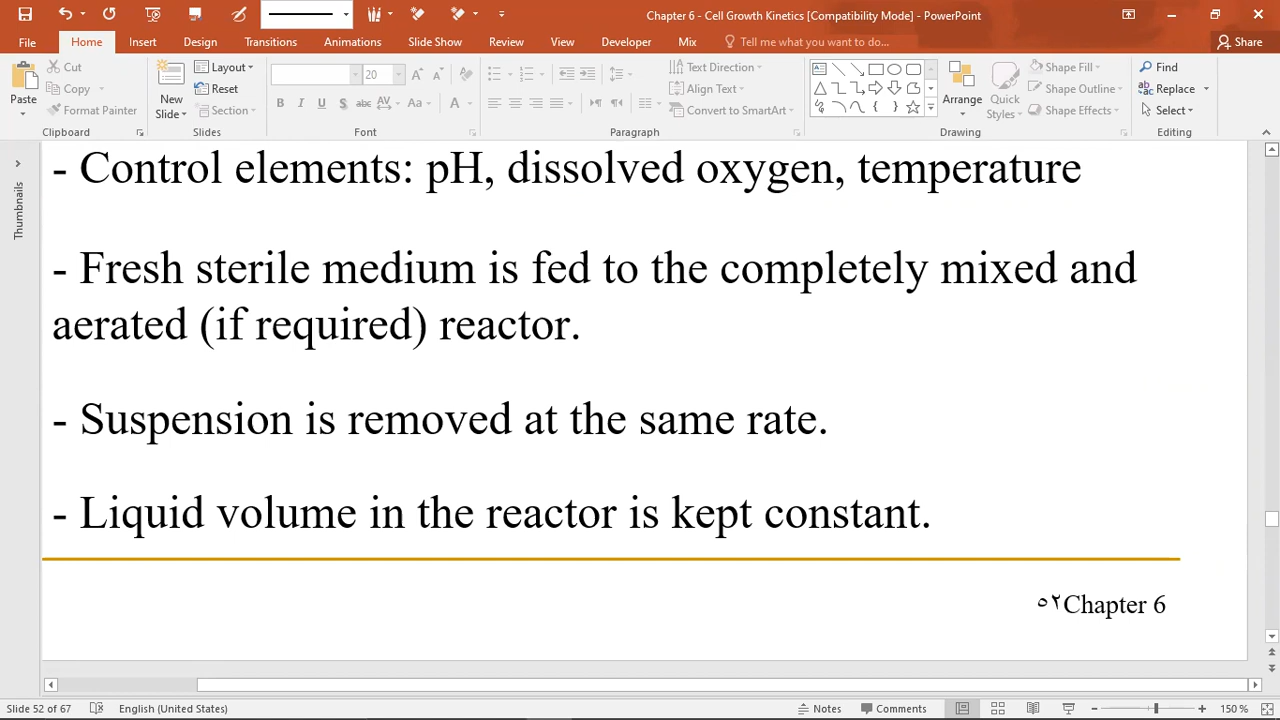 Chapter 6 - Cell Growth Kinetics [Compatibility Mode] - PowerPoint
File Home Insert Design Transitions Animations Slide Show Review View Developer Mix Tell me what you want to do... Share
Paste
Cut
Copy
Format Painter
Clipboard
New Slide
Layout
Reset
Section
Slides
20
B I U S abc AV Aa A
Font
Text Direction
Align Text
Convert to SmartArt
Paragraph
Arrange
Quick Styles
Shape Fill
Shape Outline
Shape Effects
Drawing
Find
Replace
Select
Editing
Thumbnails
- Control elements: pH, dissolved oxygen, temperature
- Fresh sterile medium is fed to the completely mixed and
aerated (if required) reactor.
- Suspension is removed at the same rate.
- Liquid volume in the reactor is kept constant.
٥٢Chapter 6
Slide 52 of 67 English (United States) Notes Comments 150 %